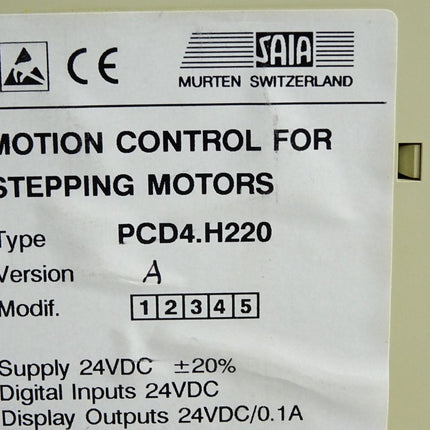 CE SAIA
MURTEN SWITZERLAND
MOTION CONTROL FOR
STEPPING MOTORS
Type PCD4.H220
Version A
Modif. 1 2 3 4 5
Supply 24VDC ±20%
Digital Inputs 24VDC
Display Outputs 24VDC/0.1A